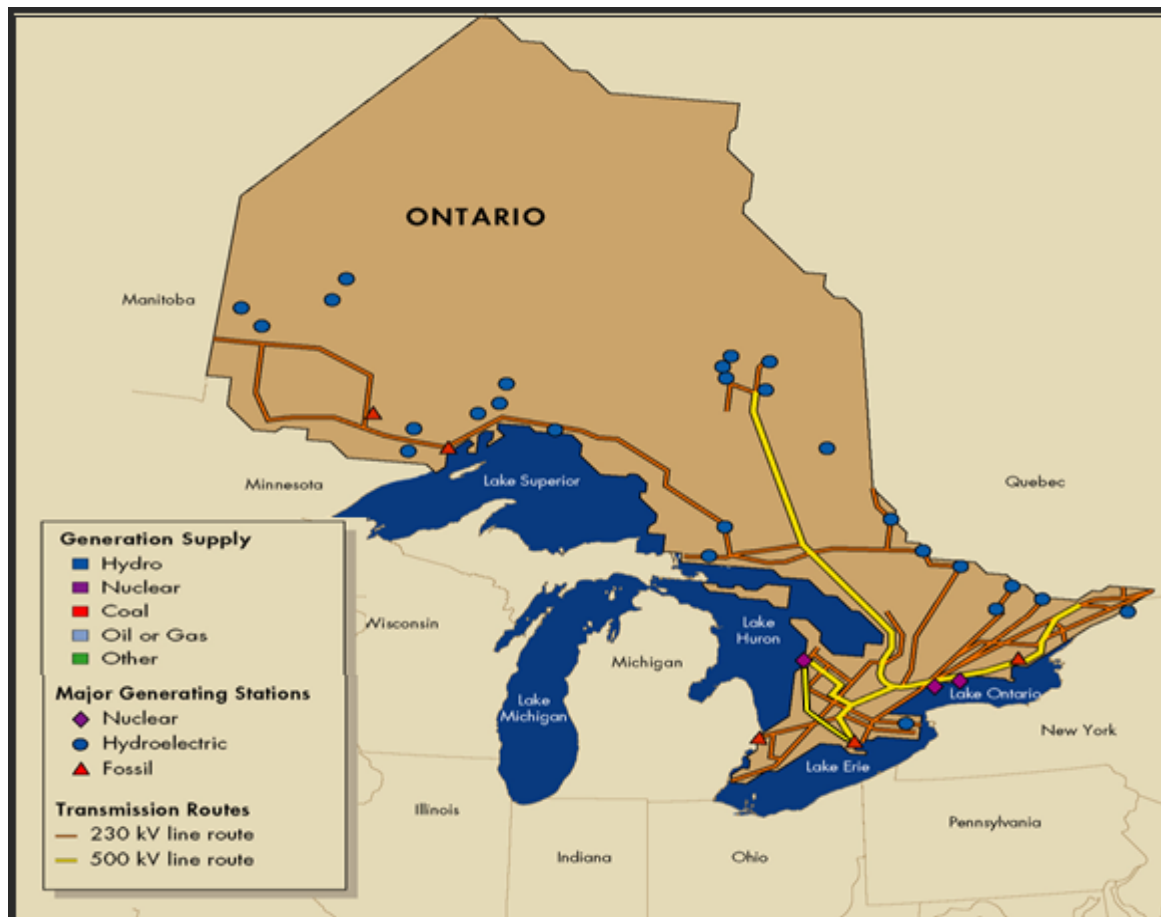 ONTARIO
Manitoba
Minnesota
Lake Superior
Quebec
Generation Supply
Hydro
Nuclear
Coal
Oil or Gas
Other
Major Generating Stations
Nuclear
Hydroelectric
Fossil
Transmission Routes
230 kV line route
500 kV line route
Wisconsin
Michigan
Lake
Huron
Lake
Michigan
Lake Ontario
New York
Lake Erie
Illinois
Indiana
Ohio
Pennsylvania